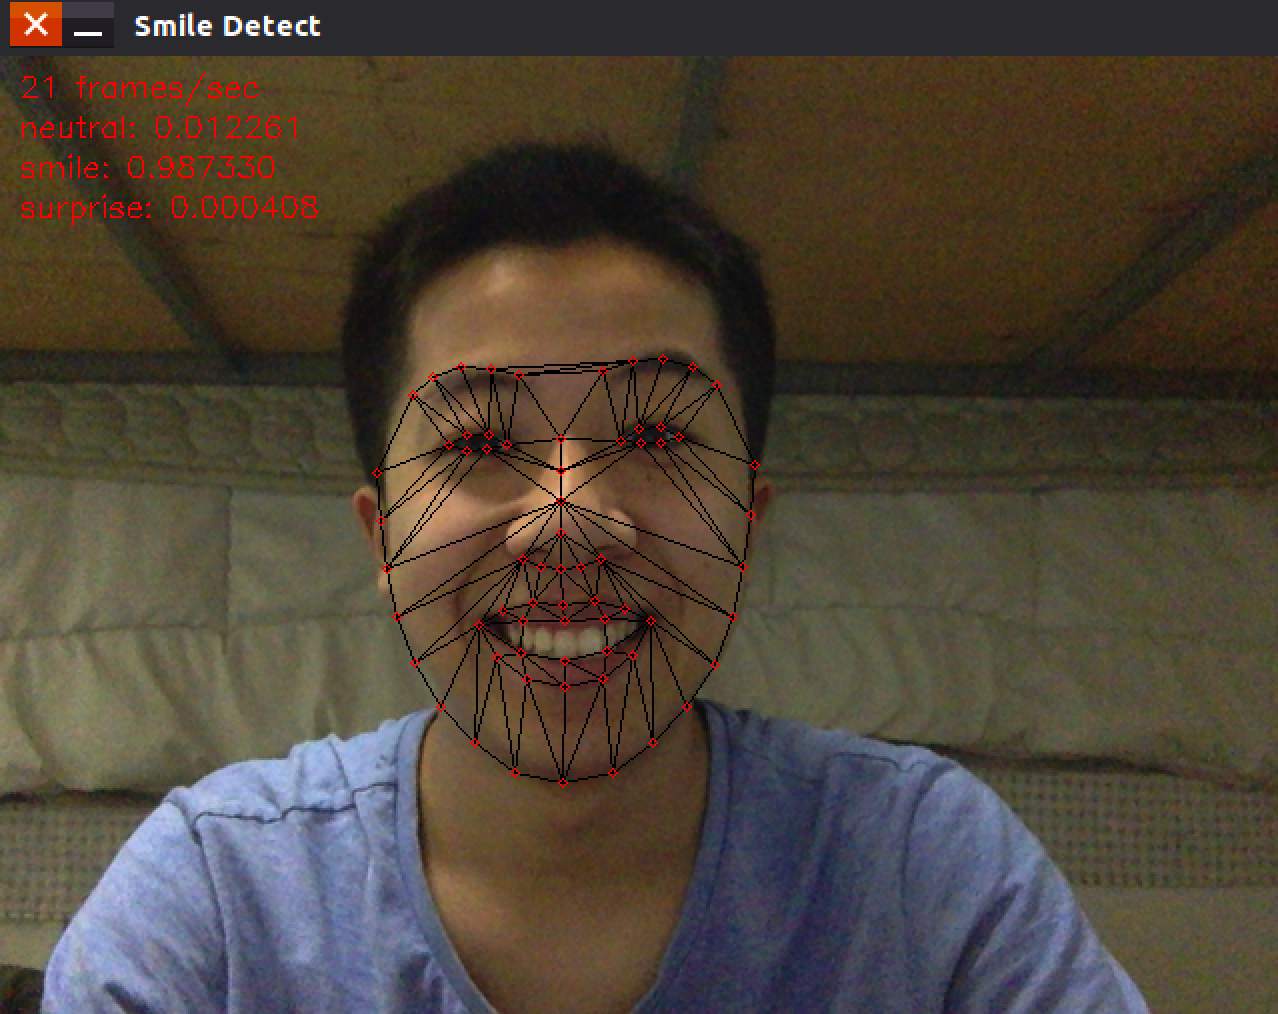 Smile Detect
21 frames/sec
neutral: 0.012261
smile: 0.987330
surprise: 0.000408